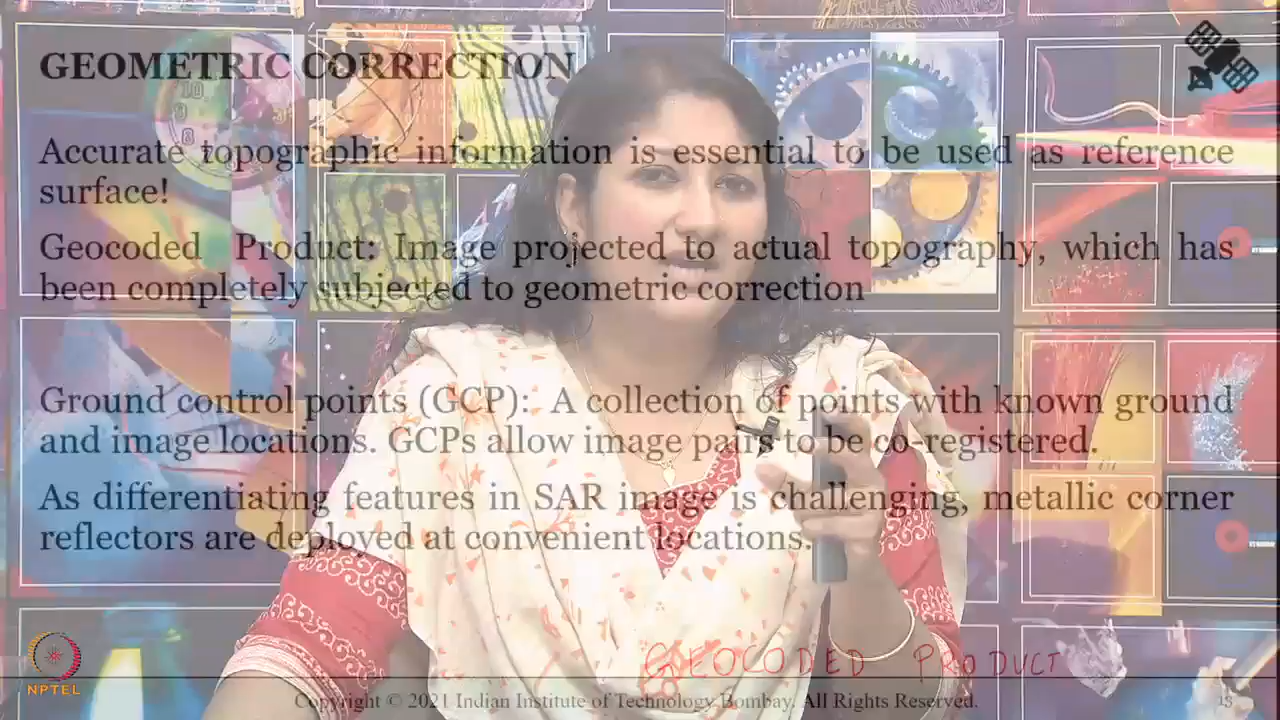 GEOMETRIC CORRECTION
Accurate topographic information is essential to be used as reference
surface!
Geocoded Product: Image projected to actual topography, which has
been completely subjected to geometric correction
Ground control points (GCP): A collection of points with known ground
and image locations. GCPs allow image pairs to be co-registered.
As differentiating features in SAR image is challenging, metallic corner
reflectors are deployed at convenient locations.
GEOCODED PRODUCT
NPTEL
Copyright © 2021 Indian Institute of Technology Bombay. All Rights Reserved.
13